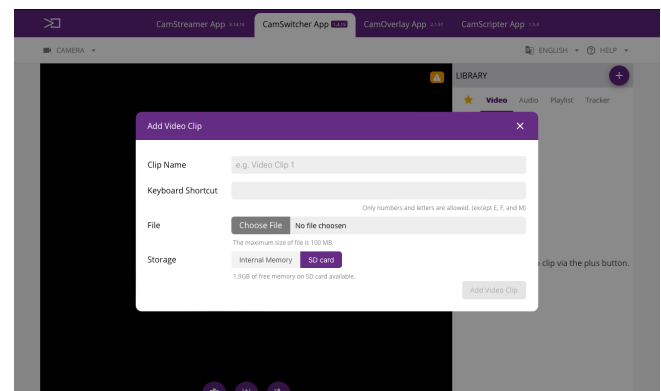 CamStreamer App
CamSwitcher App
CamOverlay App
CamScripter App
CAMERA
ENGLISH
HELP
LIBRARY
Video Audio Playlist Tracker
Add Video Clip
Clip Name e.g. Video Clip 1
Keyboard Shortcut
Only numbers and letters are allowed. (except E, F, and M)
File Choose File No file choosen
The maximum size of file is 100 MB.
Storage Internal Memory SD card
1.9GB of free memory on SD card available.
clip via the plus button.
Add Video Clip